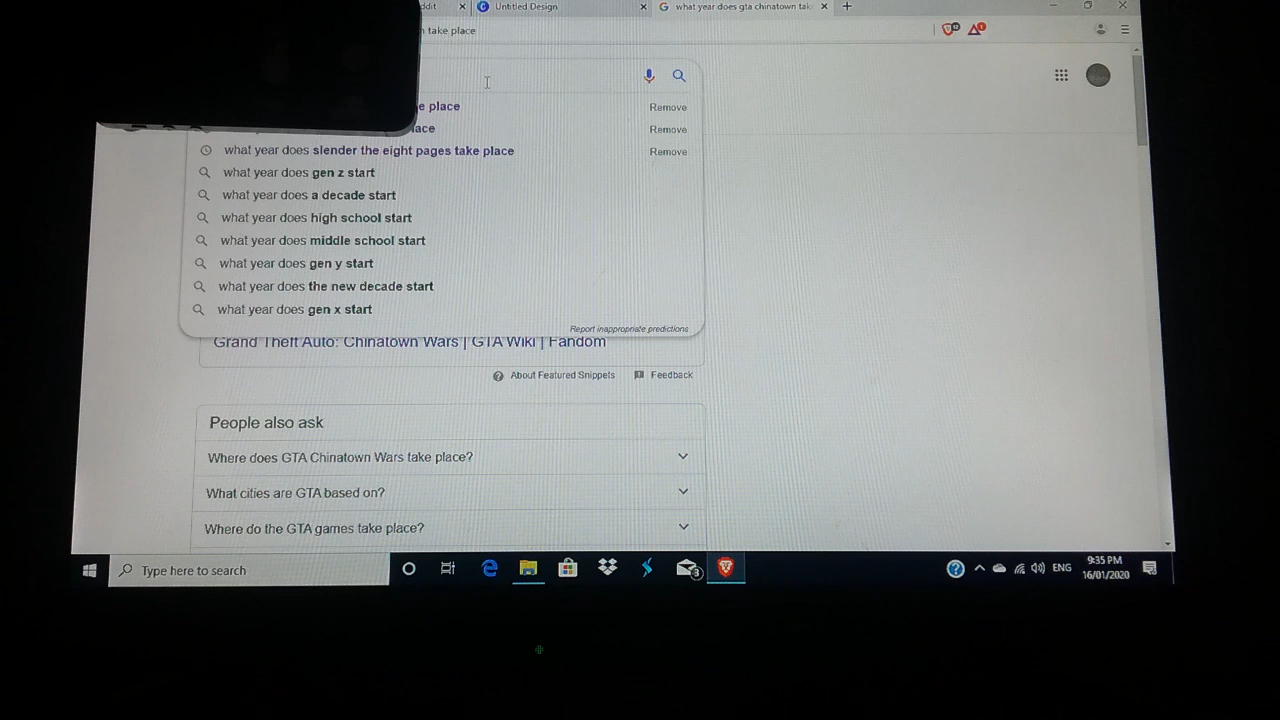 ddit
Untitled Design
what year does gta chinatown tak
take place
e place
Remove
lace
Remove
what year does slender the eight pages take place
Remove
what year does gen z start
what year does a decade start
what year does high school start
what year does middle school start
what year does gen y start
what year does the new decade start
what year does gen x start
Report inappropriate predictions
Grand Theft Auto: Chinatown Wars | GTA Wiki | Fandom
About Featured Snippets
Feedback
People also ask
Where does GTA Chinatown Wars take place?
What cities are GTA based on?
Where do the GTA games take place?
Type here to search
3
ENG
9:35 PM
16/01/2020